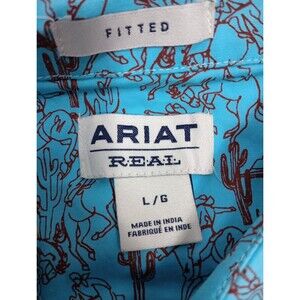 FITTED
ARIAT
REAL
L/G
MADE IN INDIA
FABRIQUÉ EN INDE